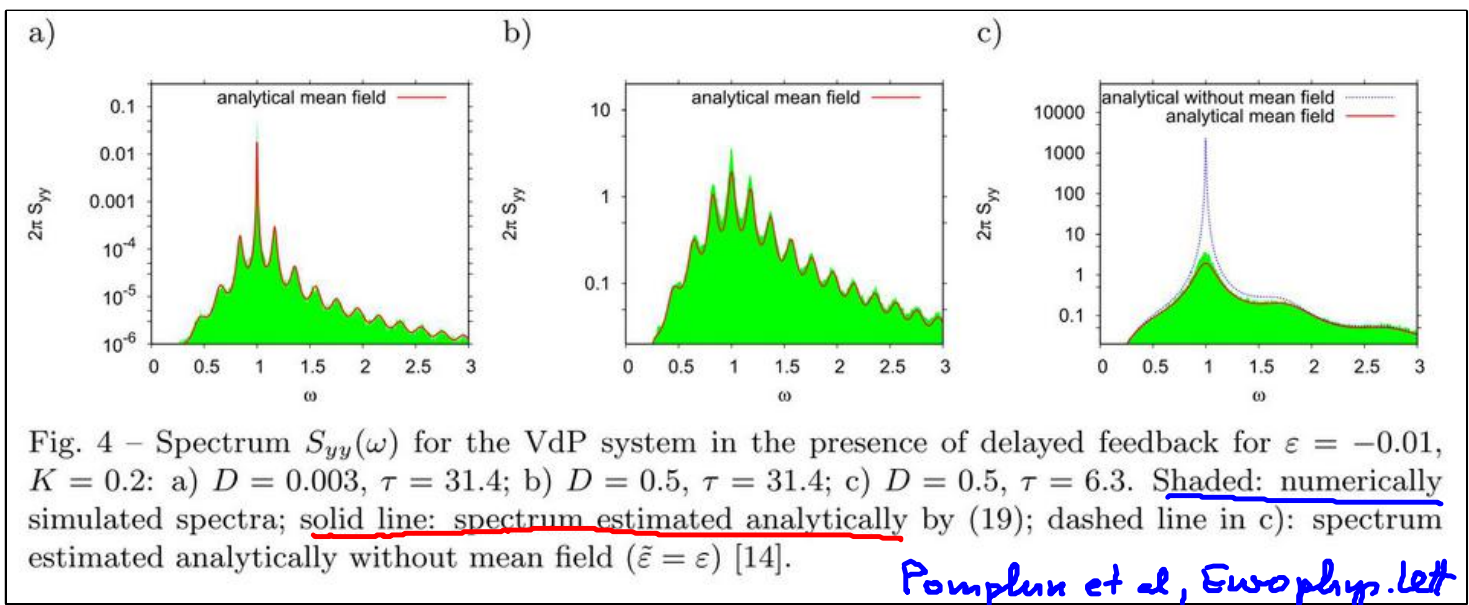 a)
b)
c)
analytical mean field
0.1
0.01
0.001
10^-4
10^-5
10^-6
2π S_yy
0 0.5 1 1.5 2 2.5 3
ω
analytical mean field
10
1
0.1
2π S_yy
0 0.5 1 1.5 2 2.5 3
ω
analytical without mean field
analytical mean field
10000
1000
100
10
1
0.1
2π S_yy
0 0.5 1 1.5 2 2.5 3
ω
Fig. 4 – Spectrum S_yy(ω) for the VdP system in the presence of delayed feedback for ε = −0.01,
K = 0.2: a) D = 0.003, τ = 31.4; b) D = 0.5, τ = 31.4; c) D = 0.5, τ = 6.3. Shaded: numerically
simulated spectra; solid line: spectrum estimated analytically by (19); dashed line in c): spectrum
estimated analytically without mean field (ε̃ = ε) [14].
Pomplun et al, Europhys. Lett